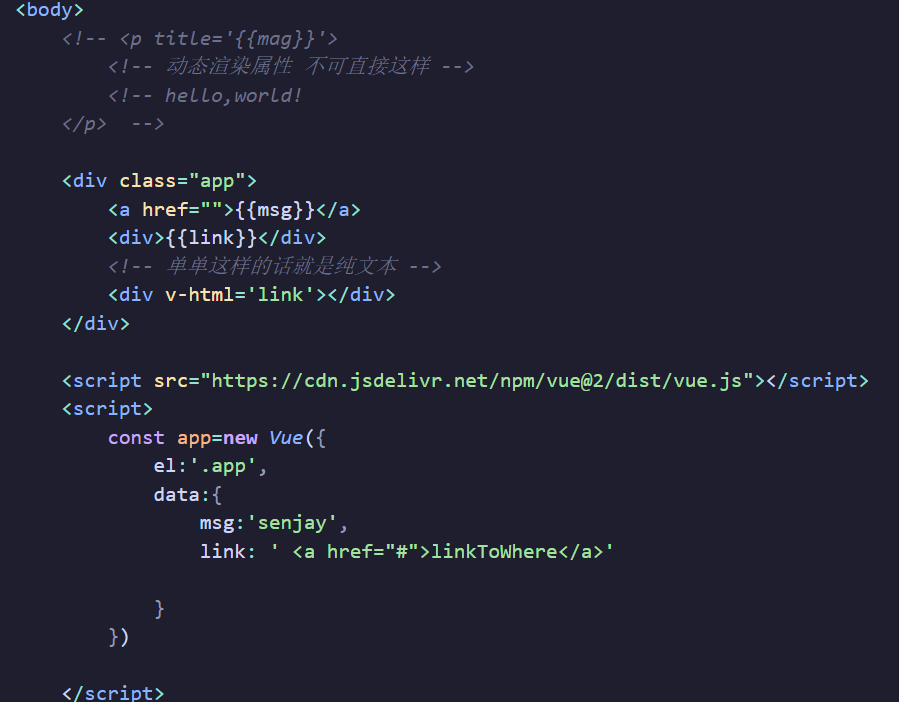 <body>
    <!-- <p title='{{mag}}'>
        <!-- 动态渲染属性 不可直接这样 -->
        <!-- hello,world!
    </p>  -->
    <div class="app">
        <a href="">{{msg}}</a>
        <div>{{link}}</div>
        <!-- 单单这样的话就是纯文本 -->
        <div v-html='link'></div>
    </div>
    <script src="https://cdn.jsdelivr.net/npm/vue@2/dist/vue.js"></script>
    <script>
        const app=new Vue({
            el:'.app',
            data:{
                msg:'senjay',
                link: ' <a href="#">linkToWhere</a>'
            }
        })
    </script>